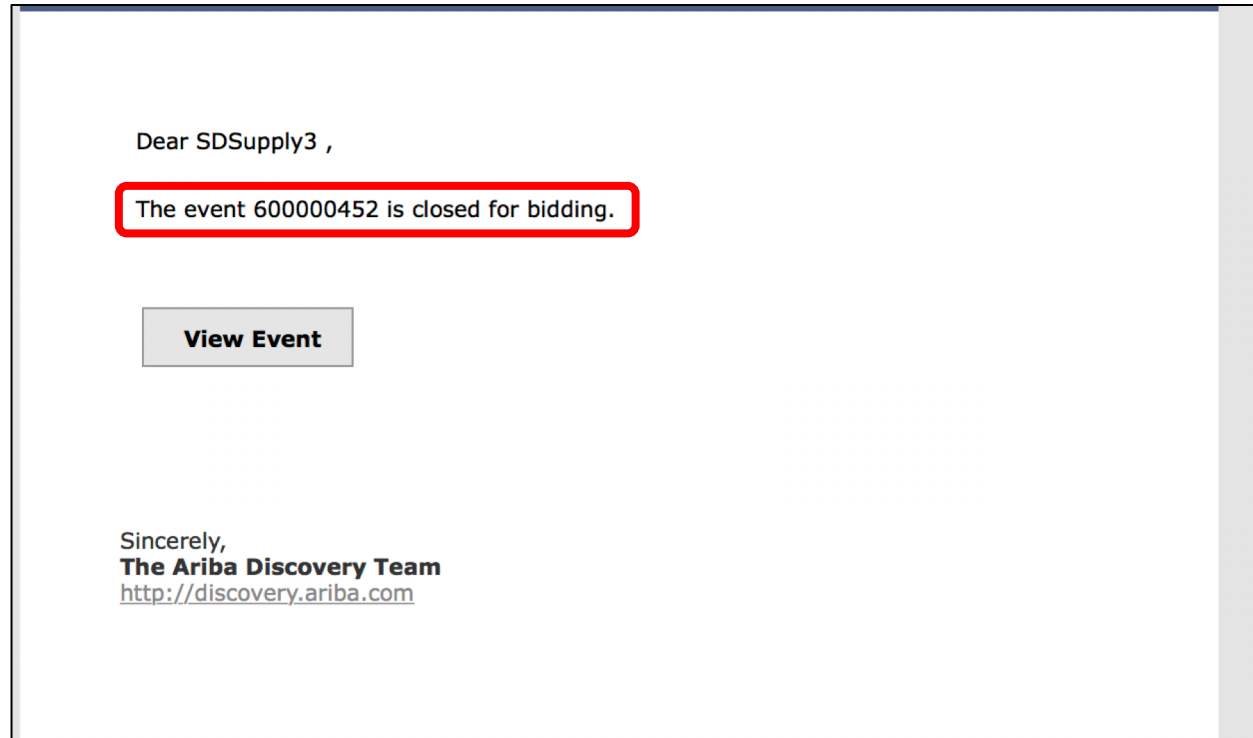 Dear SDSupply3 ,
The event 600000452 is closed for bidding.
View Event
Sincerely,
The Ariba Discovery Team
http://discovery.ariba.com